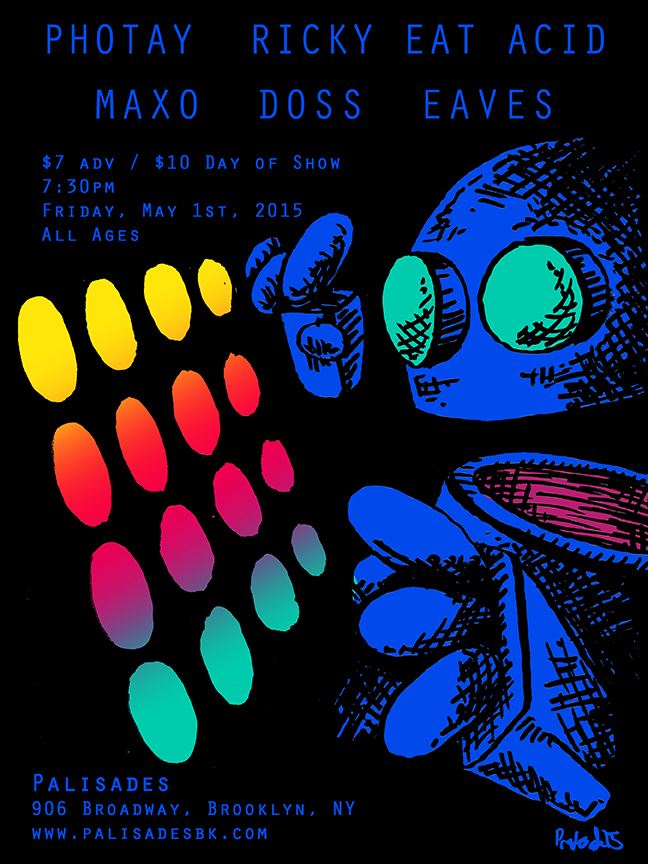 PHOTAY RICKY EAT ACID
MAXO DOSS EAVES
$7 ADV / $10 DAY OF SHOW
7:30PM
FRIDAY, MAY 1ST, 2015
ALL AGES
PALISADES
906 BROADWAY, BROOKLYN, NY
WWW.PALISADESBK.COM